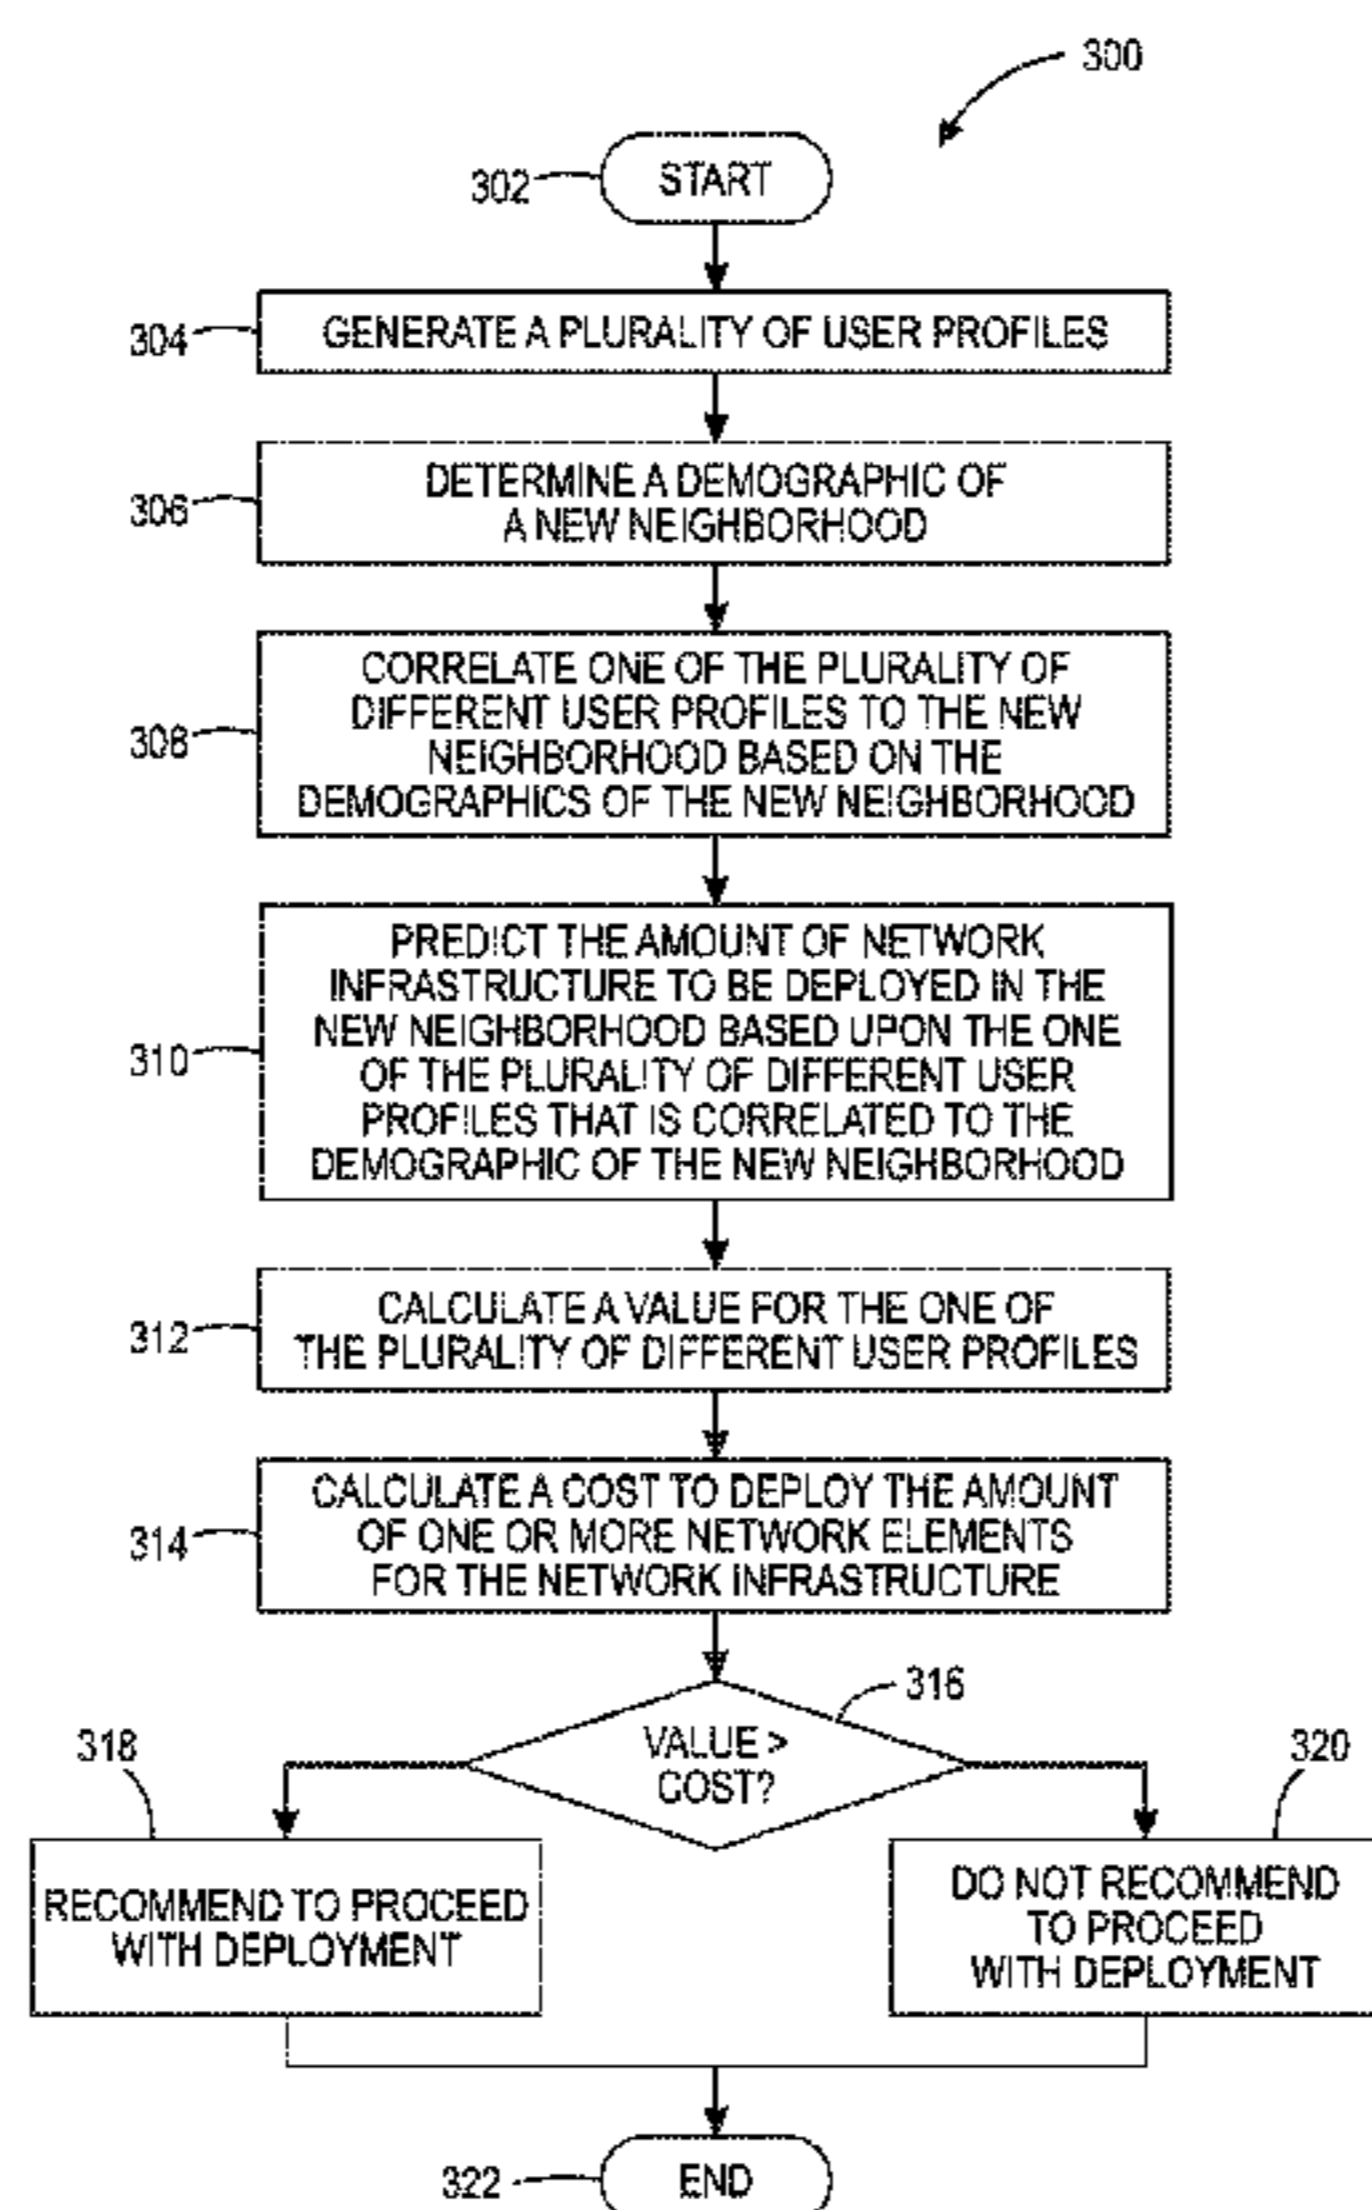 300
302
START
304
GENERATE A PLURALITY OF USER PROFILES
306
DETERMINE A DEMOGRAPHIC OF
A NEW NEIGHBORHOOD
308
CORRELATE ONE OF THE PLURALITY OF
DIFFERENT USER PROFILES TO THE NEW
NEIGHBORHOOD BASED ON THE
DEMOGRAPHICS OF THE NEW NEIGHBORHOOD
310
PREDICT THE AMOUNT OF NETWORK
INFRASTRUCTURE TO BE DEPLOYED IN THE
NEW NEIGHBORHOOD BASED UPON THE ONE
OF THE PLURALITY OF DIFFERENT USER
PROFILES THAT IS CORRELATED TO THE
DEMOGRAPHIC OF THE NEW NEIGHBORHOOD
312
CALCULATE A VALUE FOR THE ONE OF
THE PLURALITY OF DIFFERENT USER PROFILES
314
CALCULATE A COST TO DEPLOY THE AMOUNT
OF ONE OR MORE NETWORK ELEMENTS
FOR THE NETWORK INFRASTRUCTURE
316
VALUE >
COST?
318
RECOMMEND TO PROCEED
WITH DEPLOYMENT
320
DO NOT RECOMMEND
TO PROCEED
WITH DEPLOYMENT
322
END